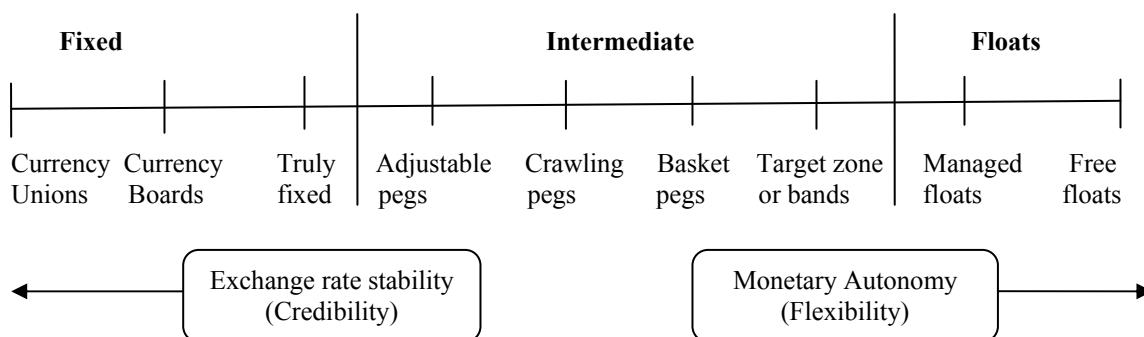 Fixed Intermediate Floats
Currency Currency Truly Adjustable Crawling Basket Target zone Managed Free
Unions Boards fixed pegs pegs pegs or bands floats floats
Exchange rate stability Monetary Autonomy
(Credibility) (Flexibility)